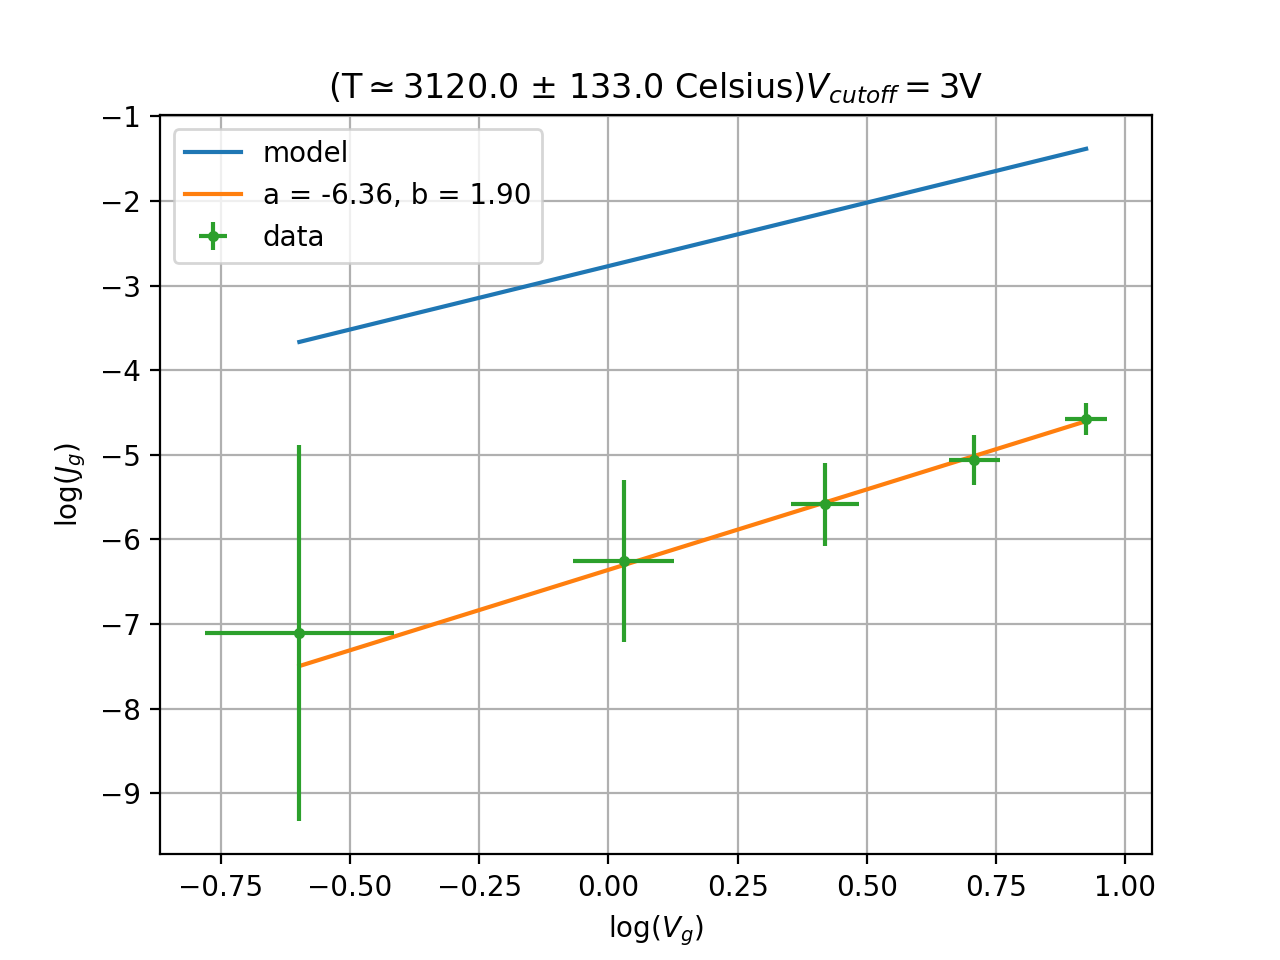 (T ≃ 3120.0 ± 133.0 Celsius)V_cutoff = 3V
model
a = -6.36, b = 1.90
data
−1
−2
−3
−4
−5
−6
−7
−8
−9
log(J_g)
−0.75 −0.50 −0.25 0.00 0.25 0.50 0.75 1.00
log(V_g)